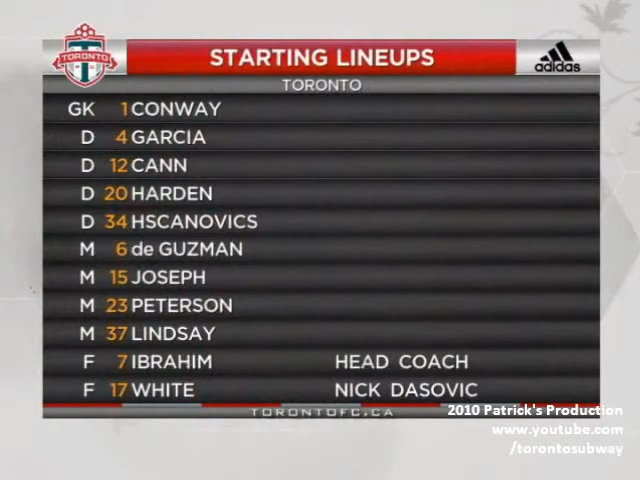 TORONTO
STARTING LINEUPS
adidas
TORONTO
GK 1 CONWAY
D 4 GARCIA
D 12 CANN
D 20 HARDEN
D 34 HSCANOVICS
M 6 de GUZMAN
M 15 JOSEPH
M 23 PETERSON
M 37 LINDSAY
F 7 IBRAHIM HEAD COACH
F 17 WHITE NICK DASOVIC
TORONTOFC.CA
2010 Patrick's Production
www.youtube.com
/torontosubway